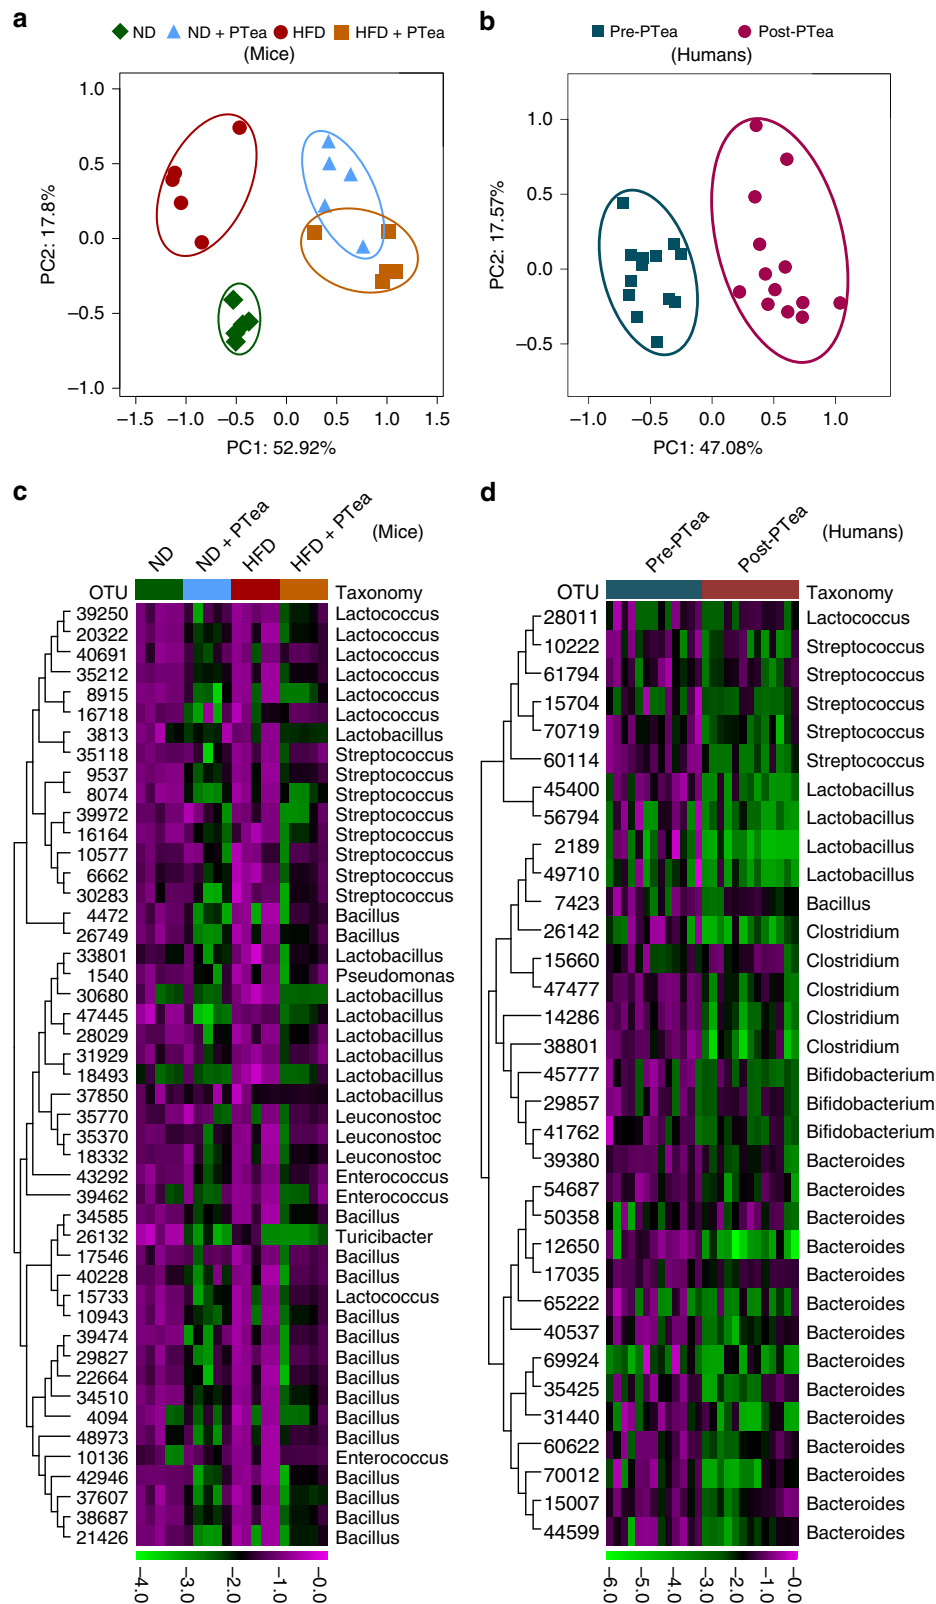 a
ND ND + PTea HFD HFD + PTea
(Mice)
PC2: 17.8%
1.0
0.5
0.0
−0.5
−1.0
−1.5 −1.0 −0.5 0.0 0.5 1.0 1.5
PC1: 52.92%
b
Pre-PTea Post-PTea
(Humans)
PC2: 17.57%
1.0
0.5
0.0
−0.5
−1.0 −0.5 0.0 0.5 1.0
PC1: 47.08%
c
ND ND + PTea HFD HFD + PTea (Mice)
OTU Taxonomy
39250 Lactococcus
20322 Lactococcus
40691 Lactococcus
35212 Lactococcus
8915 Lactococcus
16718 Lactococcus
3813 Lactobacillus
35118 Streptococcus
9537 Streptococcus
8074 Streptococcus
39972 Streptococcus
16164 Streptococcus
10577 Streptococcus
6662 Streptococcus
30283 Streptococcus
4472 Bacillus
26749 Bacillus
33801 Lactobacillus
1540 Pseudomonas
30680 Lactobacillus
47445 Lactobacillus
28029 Lactobacillus
31929 Lactobacillus
18493 Lactobacillus
37850 Lactobacillus
35770 Leuconostoc
35370 Leuconostoc
18332 Leuconostoc
43292 Enterococcus
39462 Enterococcus
34585 Bacillus
26132 Turicibacter
17546 Bacillus
40228 Bacillus
15733 Lactococcus
10943 Bacillus
39474 Bacillus
29827 Bacillus
22664 Bacillus
34510 Bacillus
4094 Bacillus
48973 Bacillus
10136 Enterococcus
42946 Bacillus
37607 Bacillus
38687 Bacillus
21426 Bacillus
−4.0 −3.0 −2.0 −1.0 −0.0
d
Pre-PTea Post-PTea (Humans)
OTU Taxonomy
28011 Lactococcus
10222 Streptococcus
61794 Streptococcus
15704 Streptococcus
70719 Streptococcus
60114 Streptococcus
45400 Lactobacillus
56794 Lactobacillus
2189 Lactobacillus
49710 Lactobacillus
7423 Bacillus
26142 Clostridium
15660 Clostridium
47477 Clostridium
14286 Clostridium
38801 Clostridium
45777 Bifidobacterium
29857 Bifidobacterium
41762 Bifidobacterium
39380 Bacteroides
54687 Bacteroides
50358 Bacteroides
12650 Bacteroides
17035 Bacteroides
65222 Bacteroides
40537 Bacteroides
69924 Bacteroides
35425 Bacteroides
31440 Bacteroides
60622 Bacteroides
70012 Bacteroides
15007 Bacteroides
44599 Bacteroides
−6.0 −5.0 −4.0 −3.0 −2.0 −1.0 −0.0